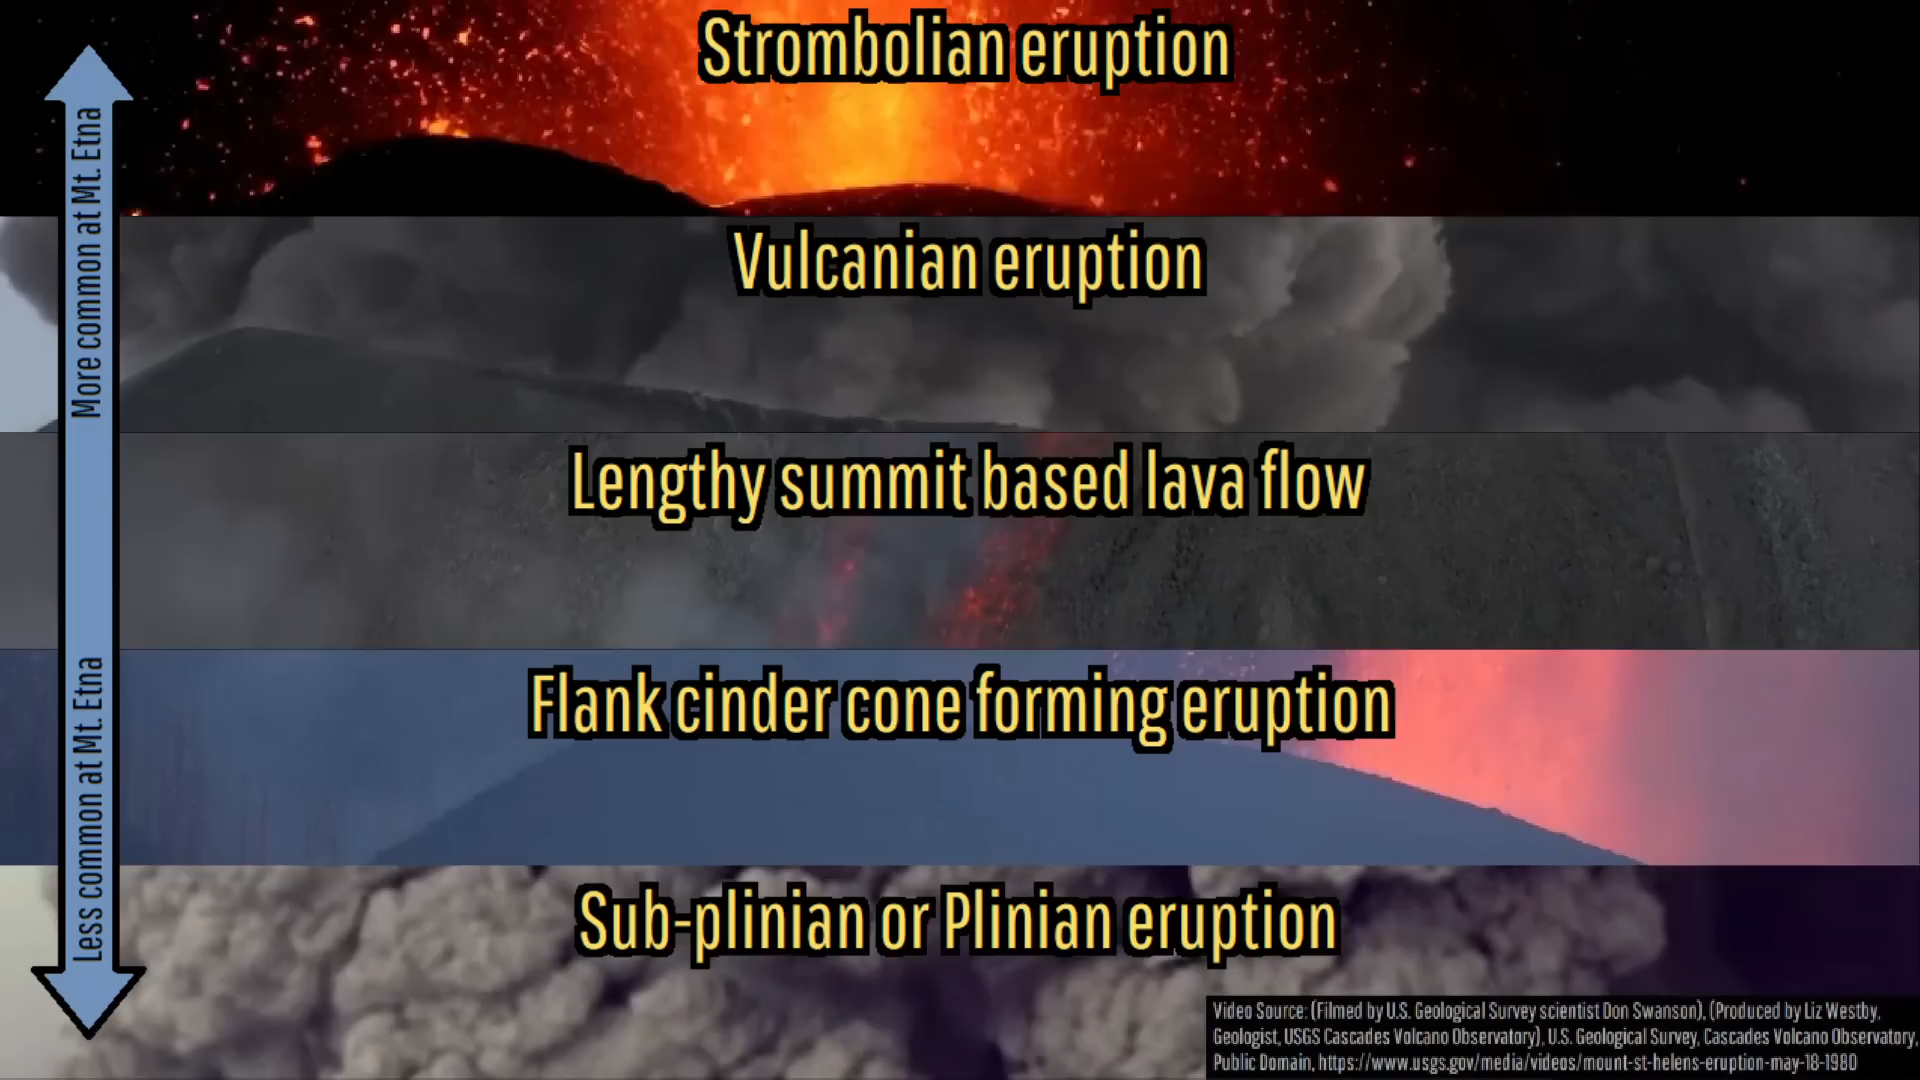 Strombolian eruption
More common at Mt. Etna
Vulcanian eruption
Lengthy summit based lava flow
Flank cinder cone forming eruption
Less common at Mt. Etna
Sub-plinian or Plinian eruption
Video Source: (Filmed by U.S. Geological Survey scientist Don Swanson), (Produced by Liz Westby,
Geologist, USGS Cascades Volcano Observatory), U.S. Geological Survey, Cascades Volcano Observatory,
Public Domain, https://www.usgs.gov/media/videos/mount-st-helens-eruption-may-18-1980